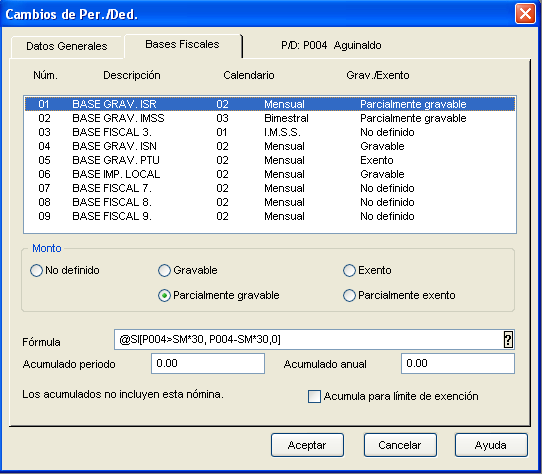 Cambios de Per./Ded.
Datos Generales Bases Fiscales P/D: P004 Aguinaldo
Núm. Descripción Calendario Grav./Exento
01 BASE GRAV. ISR 02 Mensual Parcialmente gravable
02 BASE GRAV. IMSS 03 Bimestral Parcialmente gravable
03 BASE FISCAL 3. 01 I.M.S.S. No definido
04 BASE GRAV. ISN 02 Mensual Gravable
05 BASE GRAV. PTU 02 Mensual Exento
06 BASE IMP. LOCAL 02 Mensual Gravable
07 BASE FISCAL 7. 02 Mensual No definido
08 BASE FISCAL 8. 02 Mensual No definido
09 BASE FISCAL 9. 02 Mensual No definido
Monto
No definido Gravable Exento
Parcialmente gravable Parcialmente exento
Fórmula @SI[P004>SM*30, P004-SM*30,0] ?
Acumulado periodo 0.00 Acumulado anual 0.00
Los acumulados no incluyen esta nómina. Acumula para límite de exención
Aceptar Cancelar Ayuda